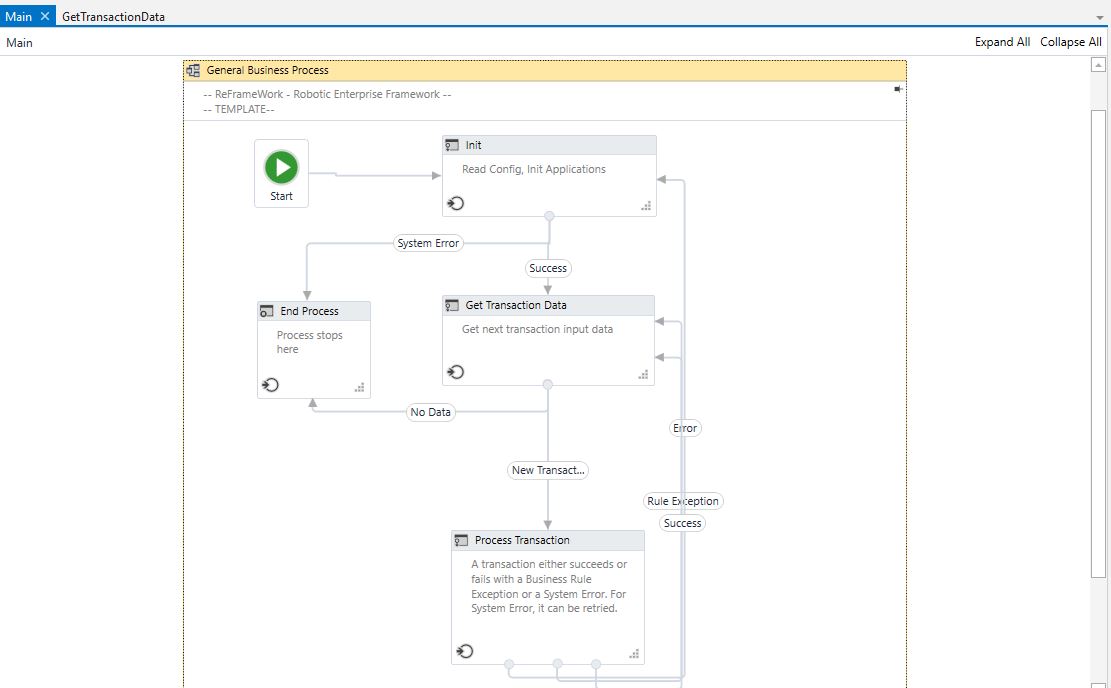 Main
GetTransactionData
Main
Expand All
Collapse All
General Business Process
-- ReFrameWork - Robotic Enterprise Framework --
-- TEMPLATE--
Start
Init
Read Config, Init Applications
System Error
Success
End Process
Process stops
here
Get Transaction Data
Get next transaction input data
No Data
Error
New Transact...
Rule Exception
Success
Process Transaction
A transaction either succeeds or
fails with a Business Rule
Exception or a System Error. For
System Error, it can be retried.